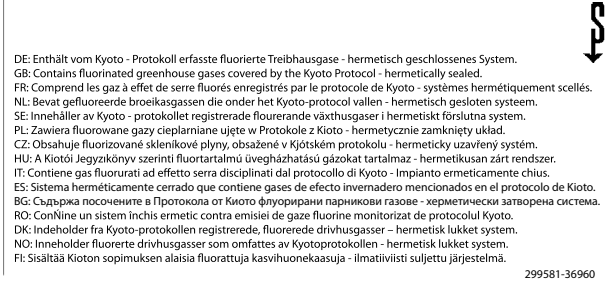 DE: Enthält vom Kyoto - Protokoll erfasste fluorierte Treibhausgase - hermetisch geschlossenes System.
GB: Contains fluorinated greenhouse gases covered by the Kyoto Protocol - hermetically sealed.
FR: Comprend les gaz à effet de serre fluorés enregistrés par le protocole de Kyoto - systèmes hermétiquement scellés.
NL: Bevat gefluoreerde broeikasgassen die onder het Kyoto-protocol vallen - hermetisch gesloten systeem.
SE: Innehåller av Kyoto - protokollet registrerade flourerande växthusgaser i hermetiskt förslutna system.
PL: Zawiera fluorowane gazy cieplarniane ujęte w Protokole z Kioto - hermetycznie zamknięty układ.
CZ: Obsahuje fluorizované skleníkové plyny, obsažené v Kjótském protokolu - hermeticky uzavřený systém.
HU: A Kiotói Jegyzıkönyv szerinti fluortartalmú üvegházhatású gázokat tartalmaz - hermetikusan zárt rendszer.
IT: Contiene gas fluorurati ad effetto serra disciplinati dal protocollo di Kyoto - Impianto ermeticamente chius.
ES: Sistema herméticamente cerrado que contiene gases de efecto invernadero mencionados en el protocolo de Kioto.
BG: Съдържа посочените в Протокола от Киото флуорирани парникови газове - херметически затворена система.
RO: ConÑine un sistem închis ermetic contra emisiei de gaze fluorine monitorizat de protocolul Kyoto.
DK: Indeholder fra Kyoto-protokollen registrerede, fluorerede drivhusgasser – hermetisk lukket system.
NO: Inneholder fluorerte drivhusgasser som omfattes av Kyotoprotokollen - hermetisk lukket system.
FI: Sisältää Kioton sopimuksen alaisia fluorattuja kasvihuonekaasuja - ilmatiiviisti suljettu järjestelmä.
299581-36960